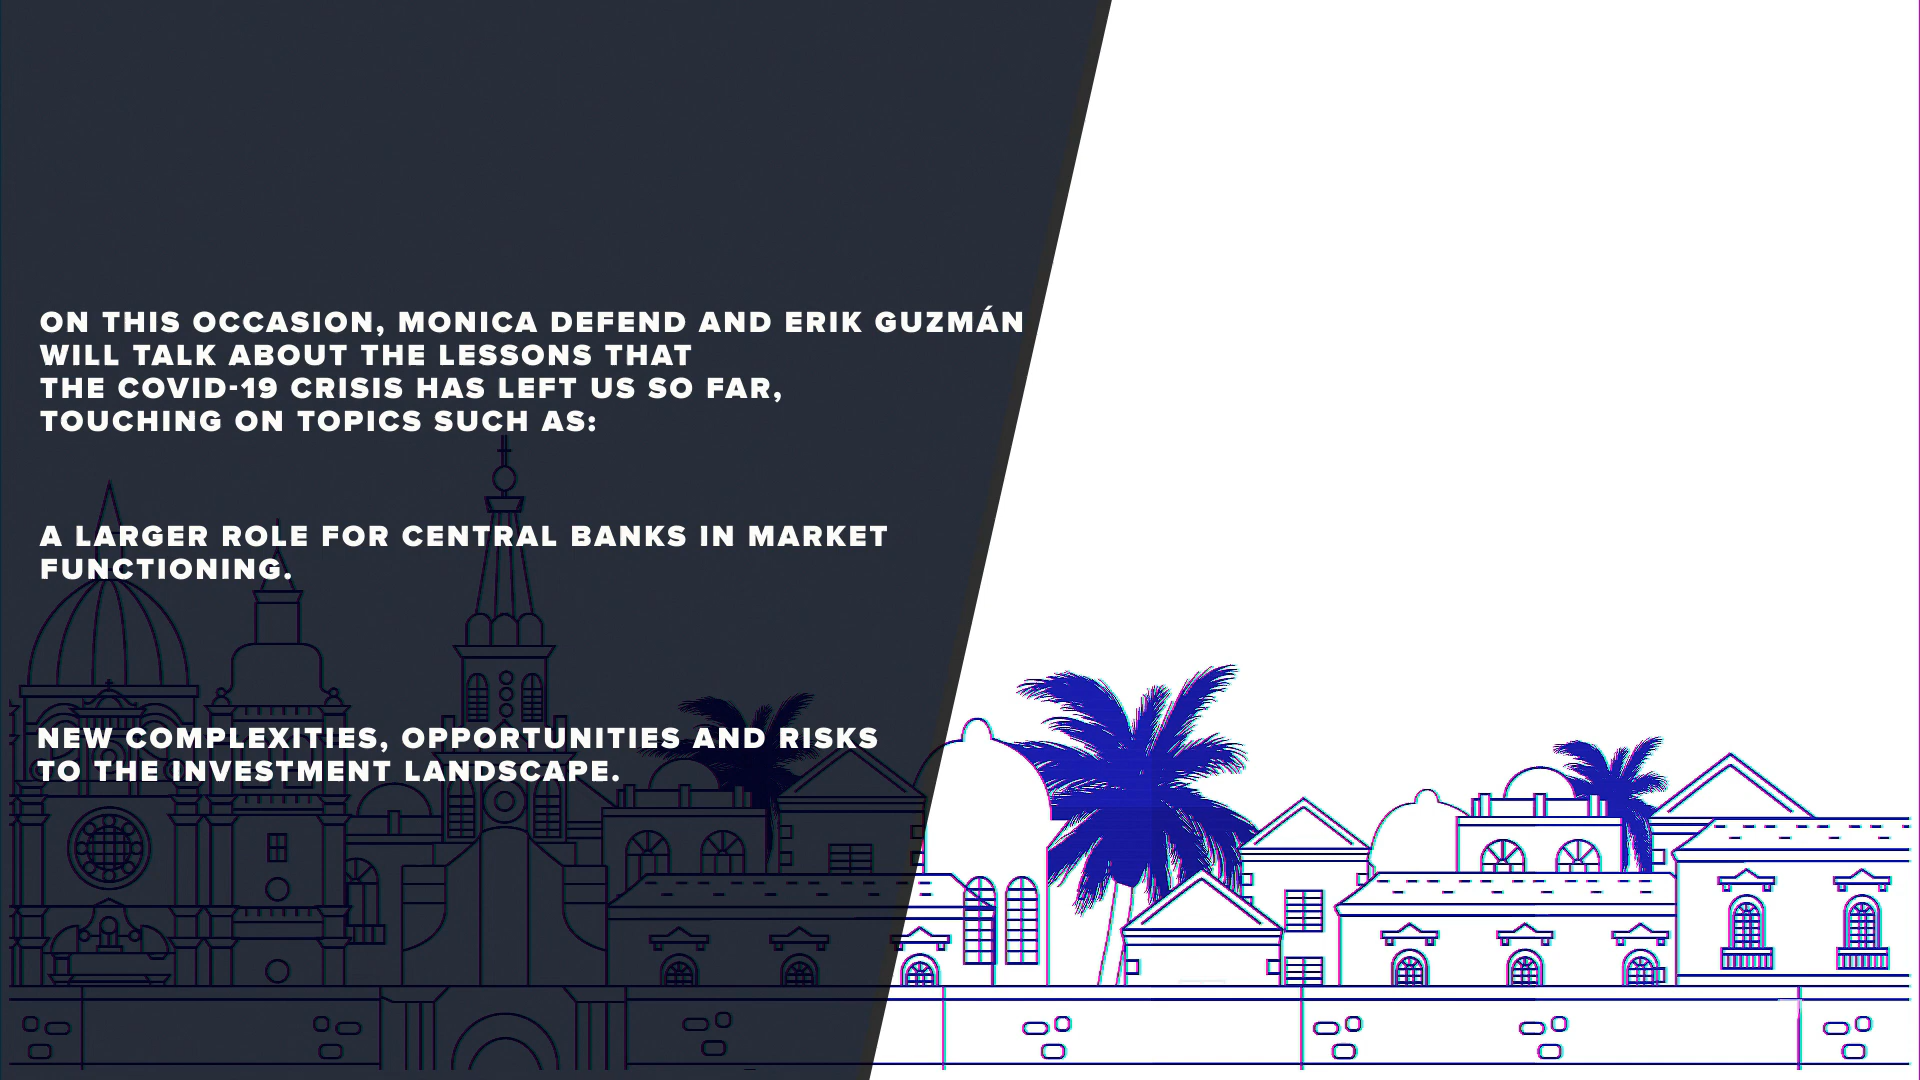 ON THIS OCCASION, MONICA DEFEND AND ERIK GUZMÁN
WILL TALK ABOUT THE LESSONS THAT
THE COVID-19 CRISIS HAS LEFT US SO FAR,
TOUCHING ON TOPICS SUCH AS:
A LARGER ROLE FOR CENTRAL BANKS IN MARKET
FUNCTIONING.
NEW COMPLEXITIES, OPPORTUNITIES AND RISKS
TO THE INVESTMENT LANDSCAPE.